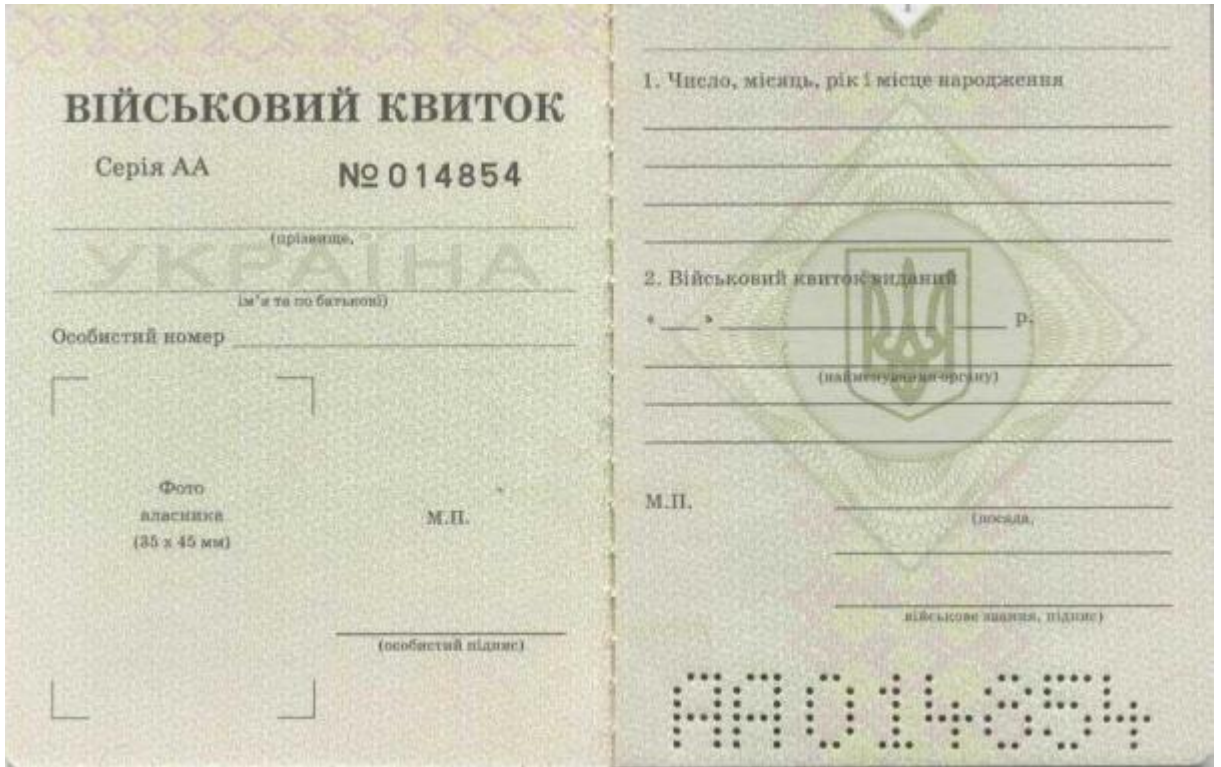 ВІЙСЬКОВИЙ КВИТОК
Серія АА № 014854
(прізвище,
УКРАЇНА
ім’я та по батькові)
Особистий номер
Фото
власника
(35 x 45 мм)
М.П.
(особистий підпис)
1. Число, місяць, рік і місце народження
2. Військовий квиток виданий
« » р.
(найменування органу)
М.П.
(посада,
військове звання, підпис)
АА014854